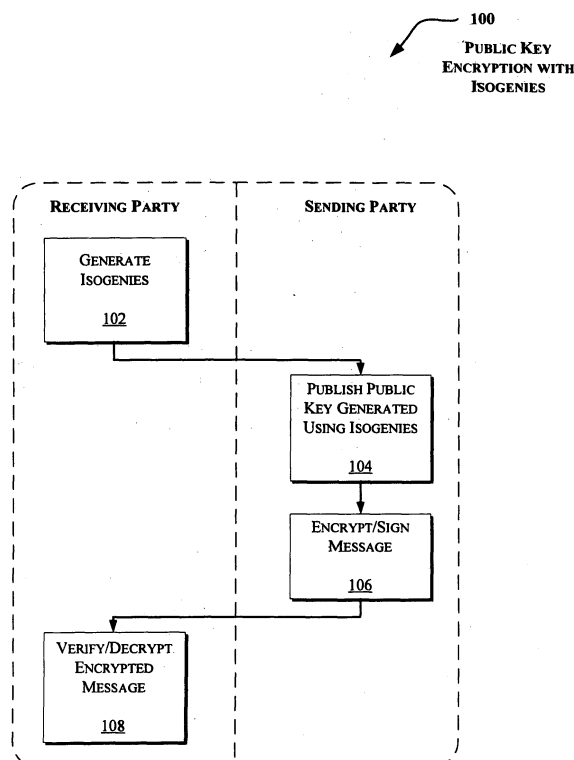 100
PUBLIC KEY
ENCRYPTION WITH
ISOGENIES
RECEIVING PARTY
SENDING PARTY
GENERATE
ISOGENIES
102
PUBLISH PUBLIC
KEY GENERATED
USING ISOGENIES
104
ENCRYPT/SIGN
MESSAGE
106
VERIFY/DECRYPT
ENCRYPTED
MESSAGE
108